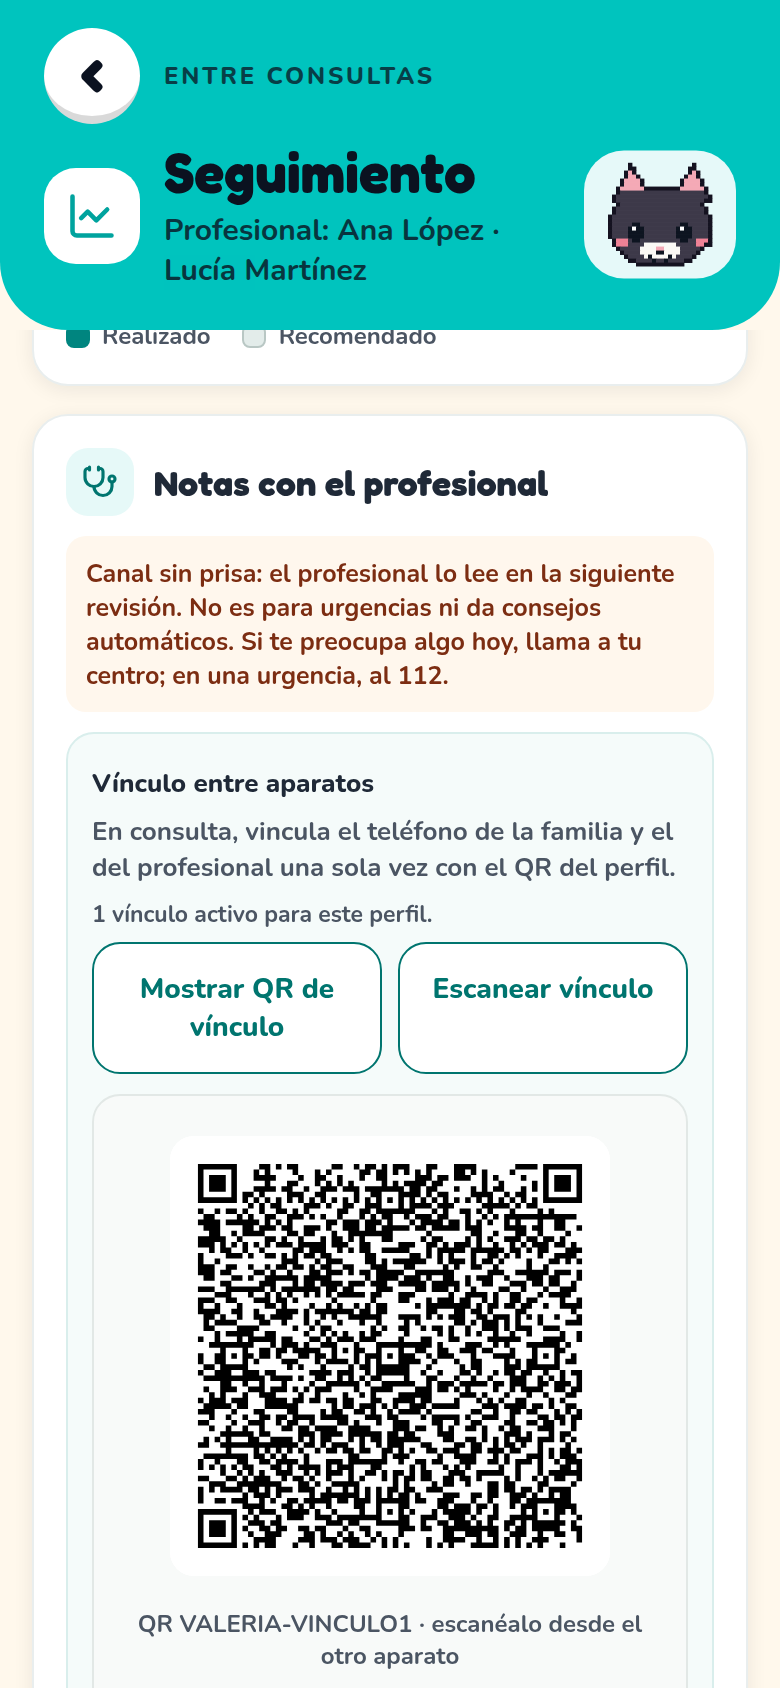 ENTRE CONSULTAS
Seguimiento
Profesional: Ana López ·
Lucía Martínez
Realizado
Recomendado
Notas con el profesional
Canal sin prisa: el profesional lo lee en la siguiente
revisión. No es para urgencias ni da consejos
automáticos. Si te preocupa algo hoy, llama a tu
centro; en una urgencia, al 112.
Vínculo entre aparatos
En consulta, vincula el teléfono de la familia y el
del profesional una sola vez con el QR del perfil.
1 vínculo activo para este perfil.
Mostrar QR de
vínculo
Escanear vínculo
QR VALERIA-VINCULO1 · escanéalo desde el
otro aparato